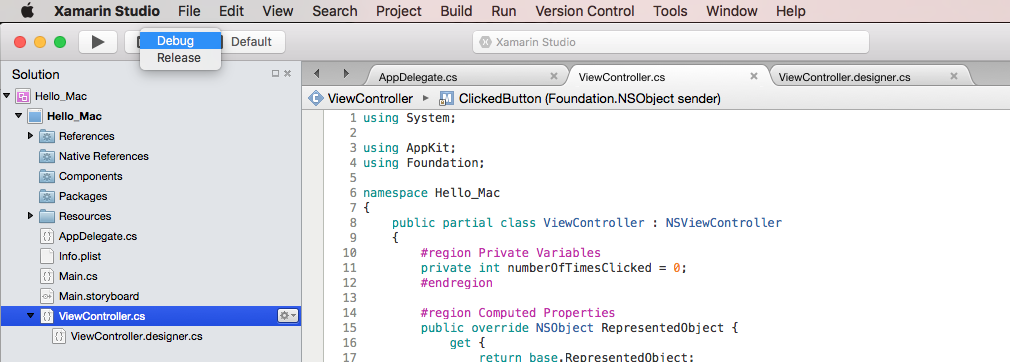 Xamarin Studio File Edit View Search Project Build Run Version Control Tools Window Help
Debug
Release
Default
Xamarin Studio
Solution
Hello_Mac
Hello_Mac
References
Native References
Components
Packages
Resources
AppDelegate.cs
Info.plist
Main.cs
Main.storyboard
ViewController.cs
ViewController.designer.cs
AppDelegate.cs ViewController.cs ViewController.designer.cs
ViewController ClickedButton (Foundation.NSObject sender)
1 using System;
2
3 using AppKit;
4 using Foundation;
5
6 namespace Hello_Mac
7 {
8 public partial class ViewController : NSViewController
9 {
10 #region Private Variables
11 private int numberOfTimesClicked = 0;
12 #endregion
13
14 #region Computed Properties
15 public override NSObject RepresentedObject {
16 get {
17 return base.RepresentedObject;